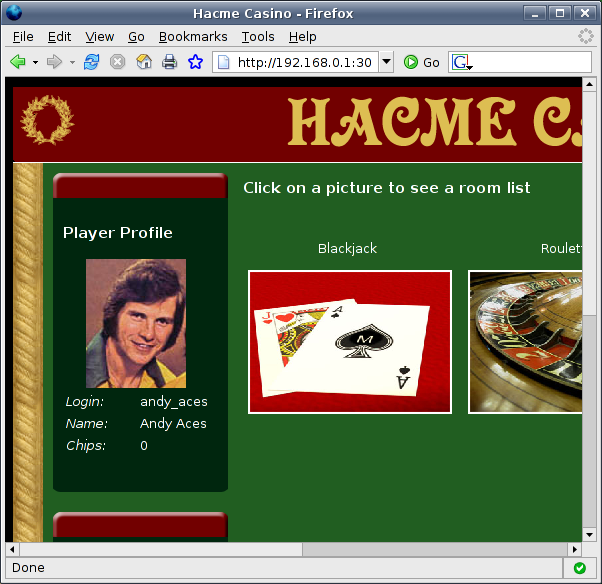 Hacme Casino - Firefox
File Edit View Go Bookmarks Tools Help
http://192.168.0.1:30 Go G
HACME C
Click on a picture to see a room list
Player Profile
Blackjack
Roulet
J A
M
A
Login: andy_aces
Name: Andy Aces
Chips: 0
Done